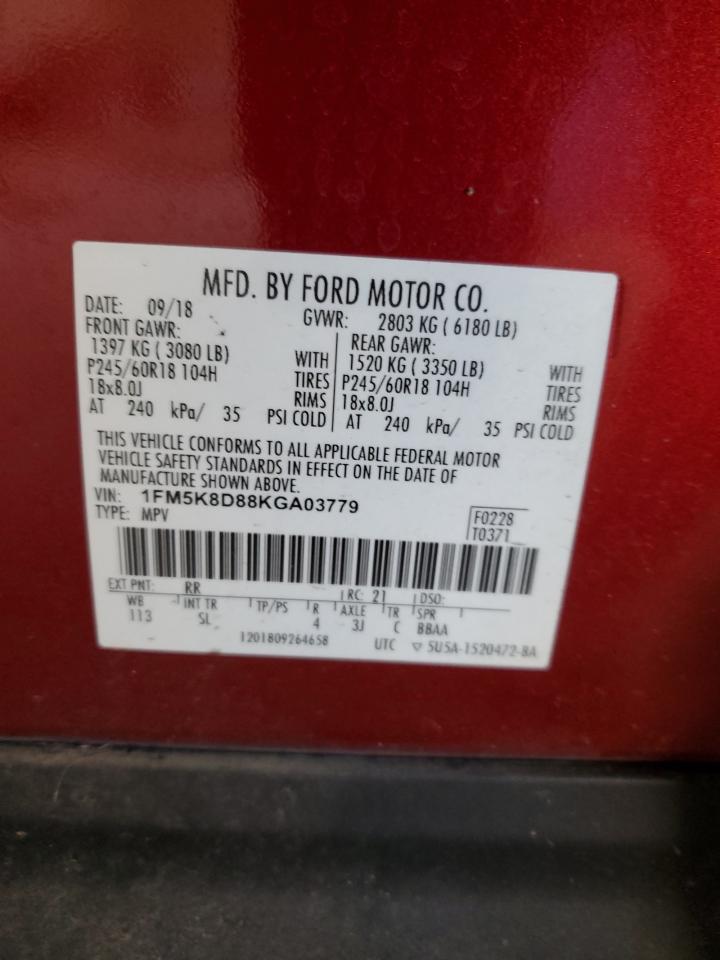 MFD. BY FORD MOTOR CO.
DATE: 09/18 GVWR: 2803 KG ( 6180 LB)
FRONT GAWR: REAR GAWR:
1397 KG ( 3080 LB) WITH 1520 KG ( 3350 LB) WITH
P245/60R18 104H TIRES P245/60R18 104H TIRES
18x8.0J RIMS 18x8.0J RIMS
AT 240 kPa/ 35 PSI COLD AT 240 kPa/ 35 PSI COLD
THIS VEHICLE CONFORMS TO ALL APPLICABLE FEDERAL MOTOR
VEHICLE SAFETY STANDARDS IN EFFECT ON THE DATE OF
MANUFACTURE SHOWN ABOVE.
VIN: 1FM5K8D88KGA03779
TYPE: MPV
F0228
T0371
EXT PNT: RR RC: 21 DSO:
WB INT TR TP/PS R AXLE TR SPR
113 SL 4 3J C BBAA
1201809264658 UTC ▽ 5U5A-1520472-BA